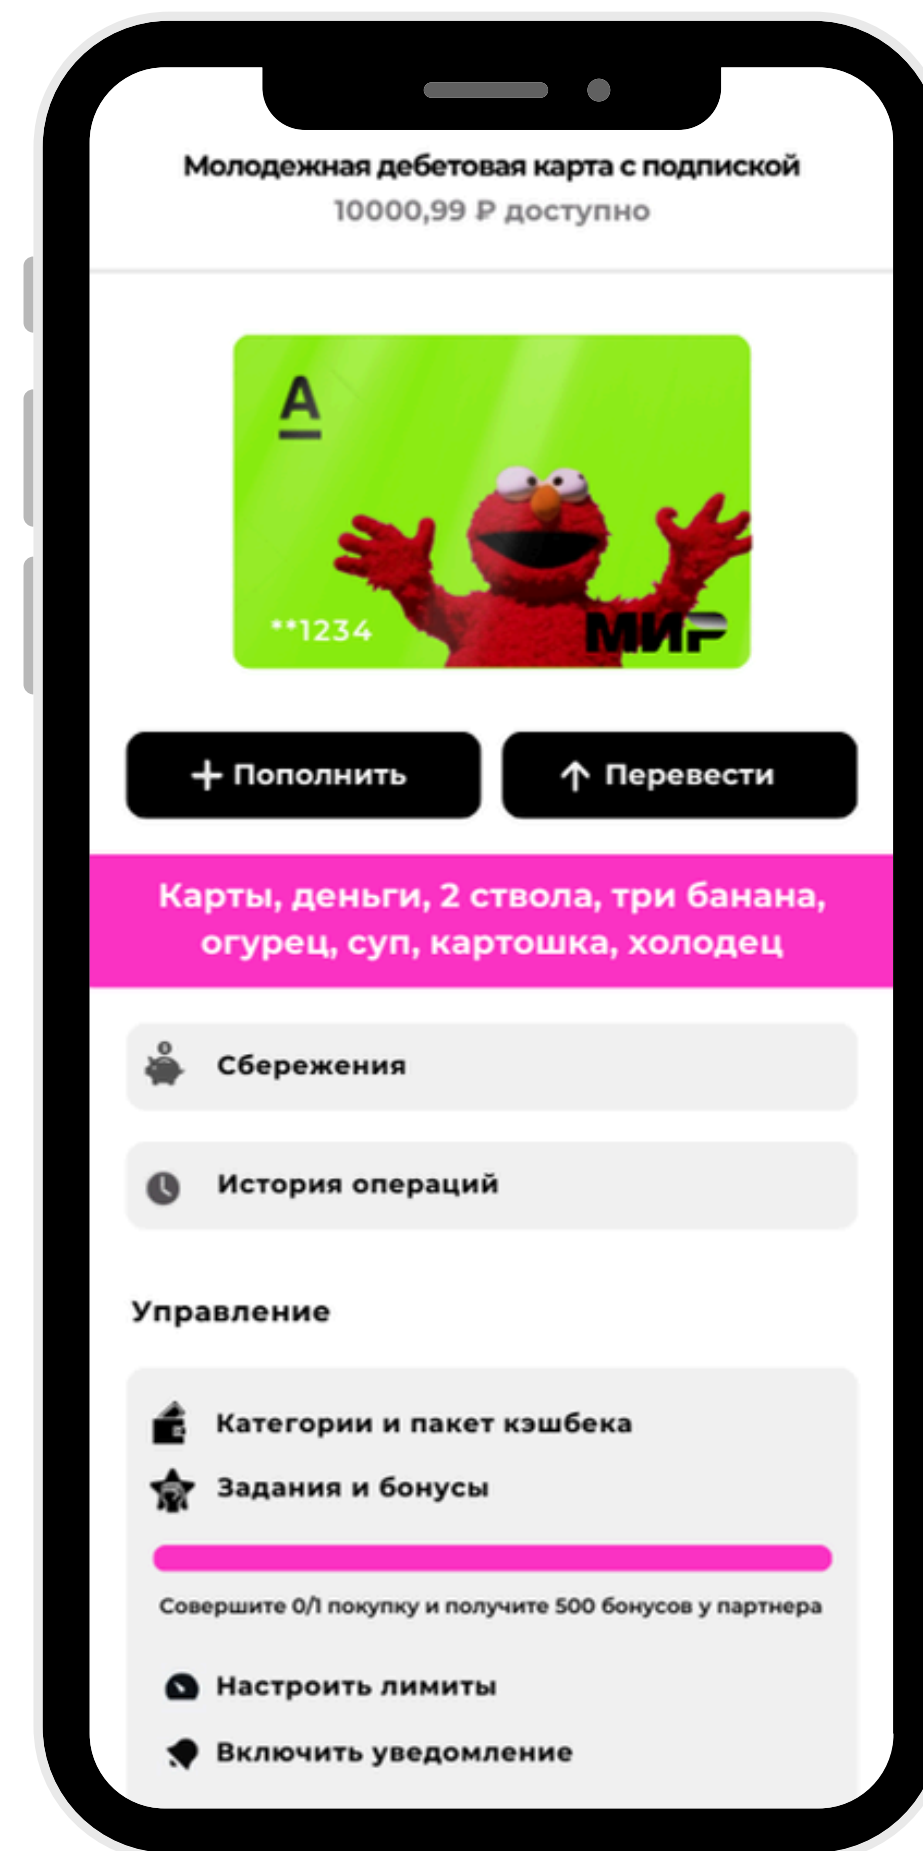 Молодежная дебетовая карта с подпиской
10000,99 ₽ доступно
А
**1234
МИР
+ Пополнить
↑ Перевести
Карты, деньги, 2 ствола, три банана,
огурец, суп, картошка, холодец
Сбережения
История операций
Управление
Категории и пакет кэшбека
Задания и бонусы
Совершите 0/1 покупку и получите 500 бонусов у партнера
Настроить лимиты
Включить уведомление